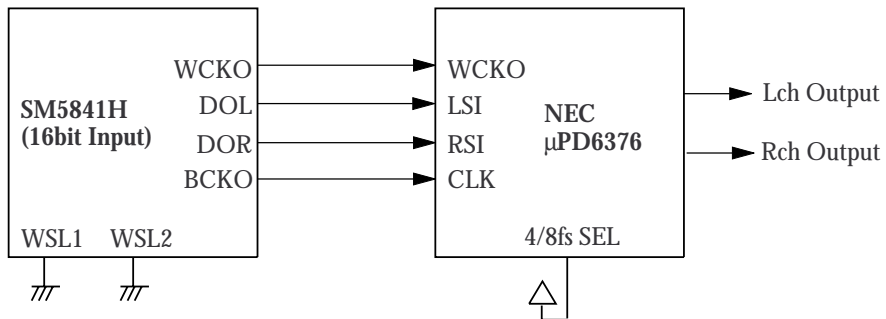 SM5841H
(16bit Input)
WCKO
DOL
DOR
BCKO
WSL1 WSL2
WCKO
LSI
RSI
CLK
NEC
μPD6376
4/8fs SEL
Lch Output
Rch Output